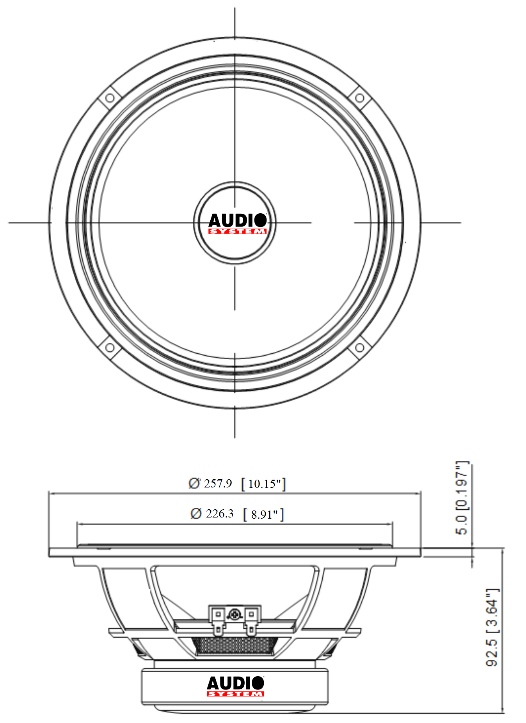 AUDIO
SYSTEM
Ø 257.9 [ 10.15" ]
Ø 226.3 [ 8.91" ]
5.0 [0.197"]
92.5 [ 3.64" ]
AUDIO
SYSTEM